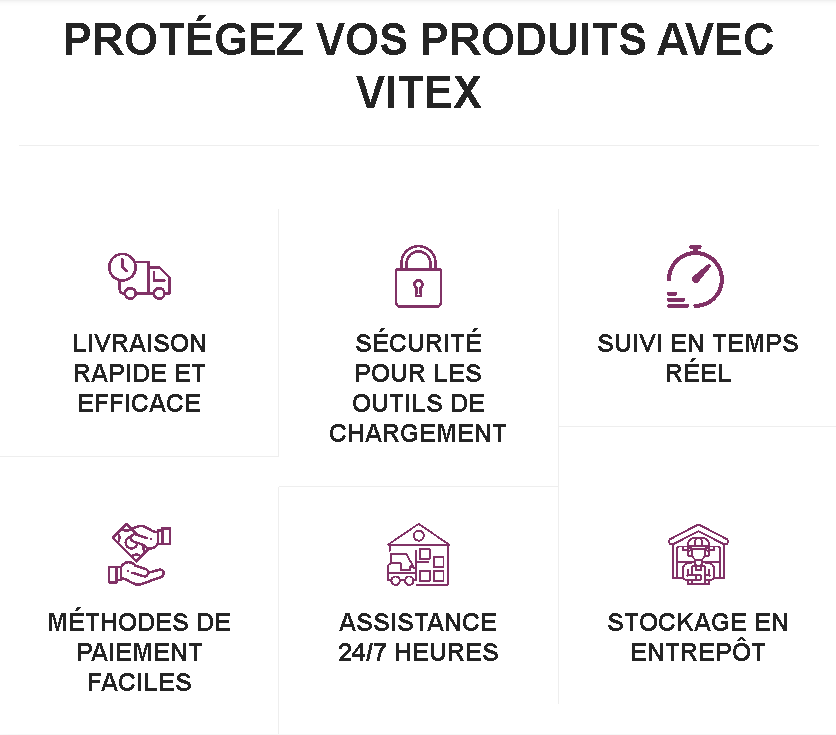 PROTÉGEZ VOS PRODUITS AVEC
VITEX
LIVRAISON
RAPIDE ET
EFFICACE
SÉCURITÉ
POUR LES
OUTILS DE
CHARGEMENT
SUIVI EN TEMPS
RÉEL
MÉTHODES DE
PAIEMENT
FACILES
ASSISTANCE
24/7 HEURES
STOCKAGE EN
ENTREPÔT